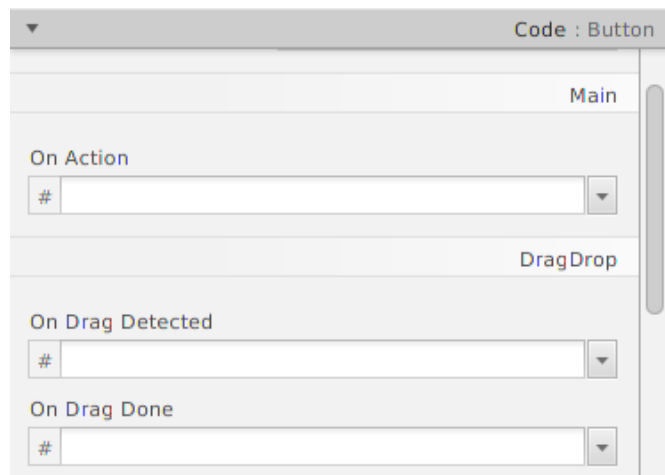 Code : Button
Main
On Action
#
DragDrop
On Drag Detected
#
On Drag Done
#